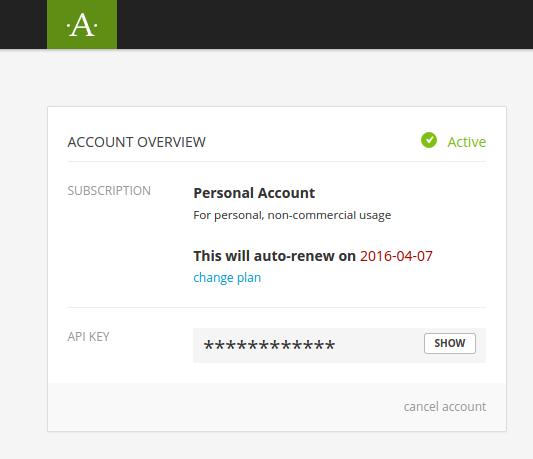 ·A·
ACCOUNT OVERVIEW
Active
SUBSCRIPTION
Personal Account
For personal, non-commercial usage
This will auto-renew on 2016-04-07
change plan
API KEY
************
SHOW
cancel account